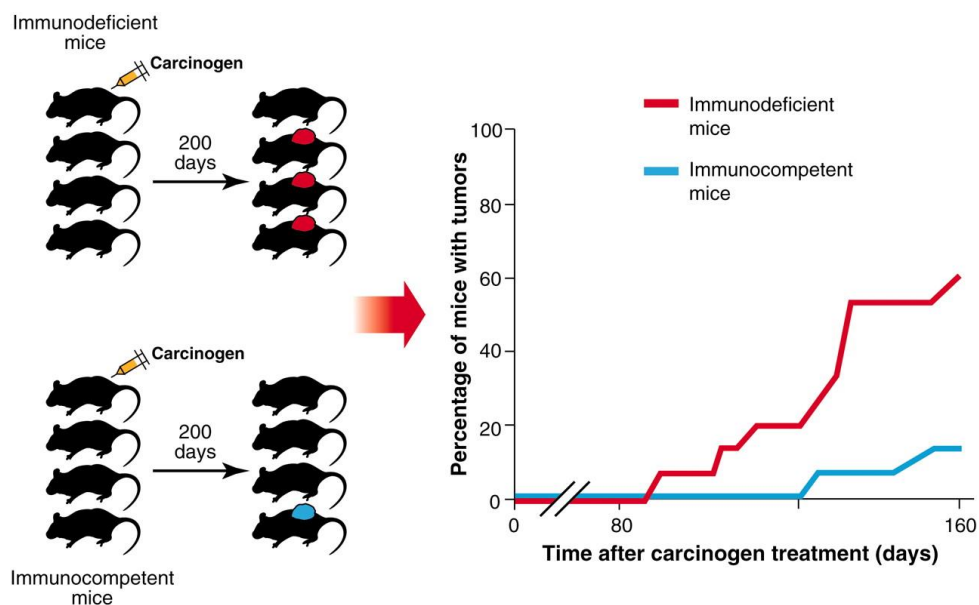 Immunodeficient
mice
Carcinogen
200
days
Carcinogen
200
days
Immunocompetent
mice
Immunodeficient
mice
Immunocompetent
mice
Percentage of mice with tumors
100
80
60
40
20
0
0
80
160
Time after carcinogen treatment (days)